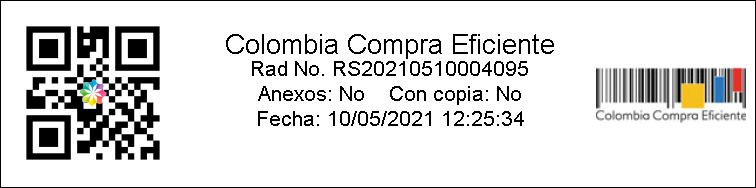 Colombia Compra Eficiente
Rad No. RS20210510004095
Anexos: No Con copia: No
Fecha: 10/05/2021 12:25:34
Colombia Compra Eficiente